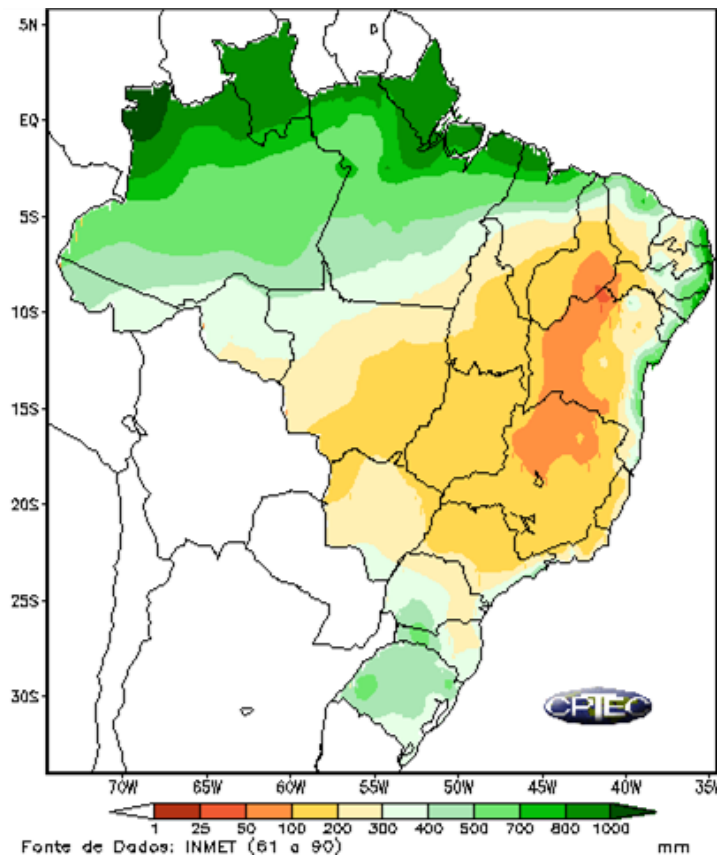 5N
EQ
5S
10S
15S
20S
25S
30S
70W 65W 60W 55W 50W 45W 40W 35W
CPTEC
1 25 50 100 200 300 400 500 700 800 1000
Fonte de Dados: INMET (61 a 90) mm